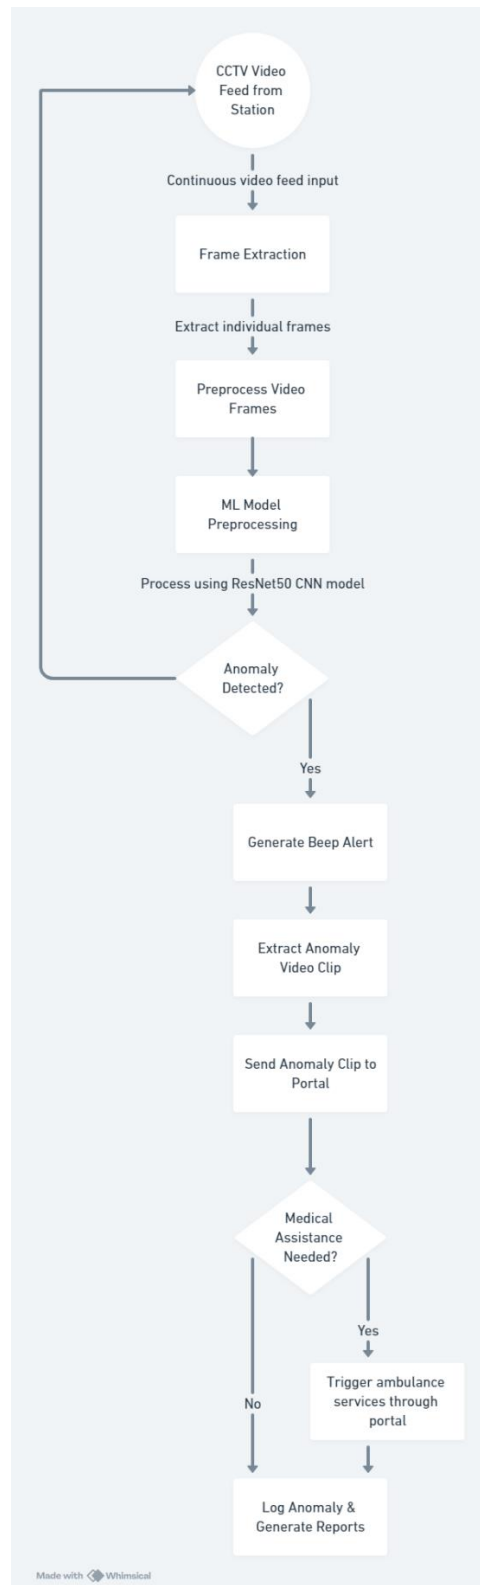 CCTV Video
Feed from
Station
Continuous video feed input
Frame Extraction
Extract individual frames
Preprocess Video
Frames
ML Model
Preprocessing
Process using ResNet50 CNN model
Anomaly
Detected?
Yes
Generate Beep Alert
Extract Anomaly
Video Clip
Send Anomaly Clip to
Portal
Medical
Assistance
Needed?
Yes
Trigger ambulance
services through
portal
No
Log Anomaly &
Generate Reports
Made with Whimsical